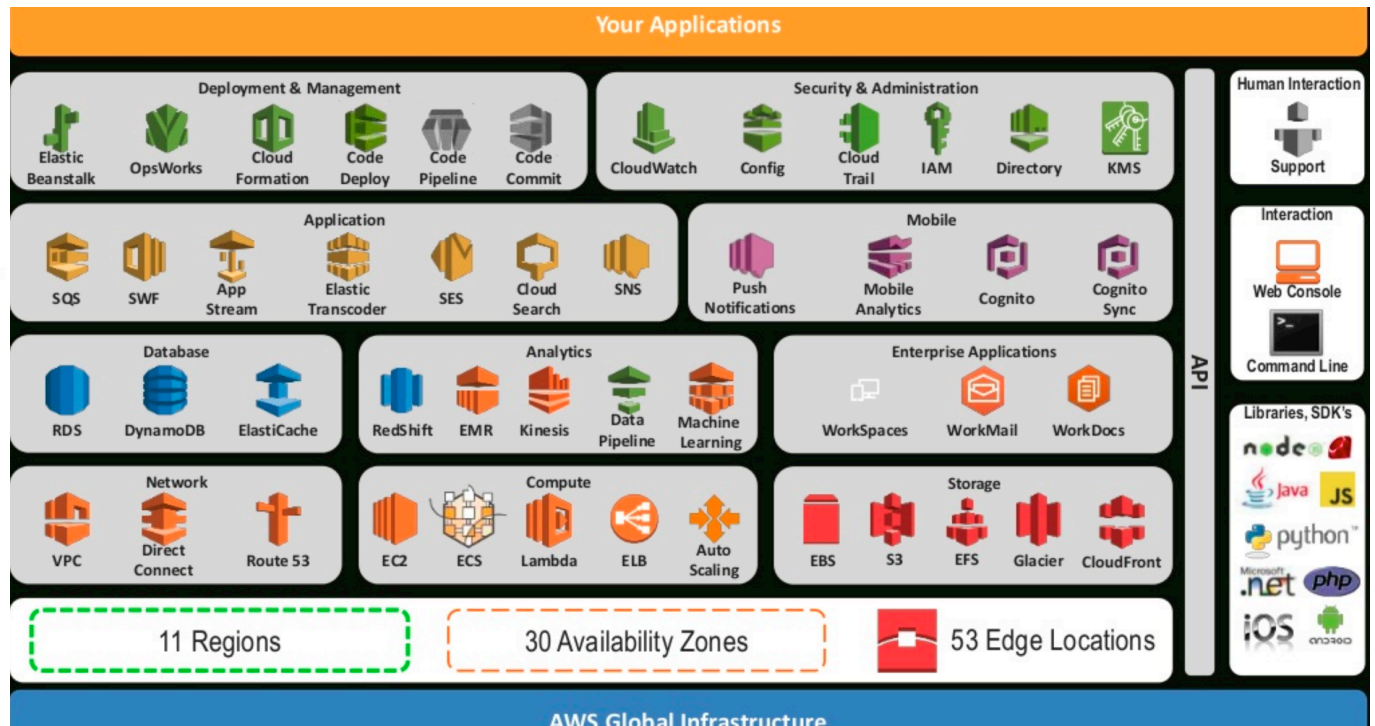 Your Applications
Deployment & Management
Elastic
Beanstalk
OpsWorks
Cloud
Formation
Code
Deploy
Code
Pipeline
Code
Commit
Security & Administration
CloudWatch
Config
Cloud
Trail
IAM
Directory
KMS
Human Interaction
Support
Application
SQS
SWF
App
Stream
Elastic
Transcoder
SES
Cloud
Search
SNS
Mobile
Push
Notifications
Mobile
Analytics
Cognito
Cognito
Sync
Interaction
Web Console
>_
Command Line
Database
RDS
DynamoDB
ElastiCache
Analytics
RedShift
EMR
Kinesis
Data
Pipeline
Machine
Learning
Enterprise Applications
WorkSpaces
WorkMail
WorkDocs
API
Network
VPC
Direct
Connect
Route 53
Compute
EC2
ECS
Lambda
ELB
Auto
Scaling
Storage
EBS
S3
EFS
Glacier
CloudFront
Libraries, SDK's
node
Java
JS
python™
Microsoft
.net
php
iOS
android
11 Regions
30 Availability Zones
53 Edge Locations
AWS Global Infrastructure